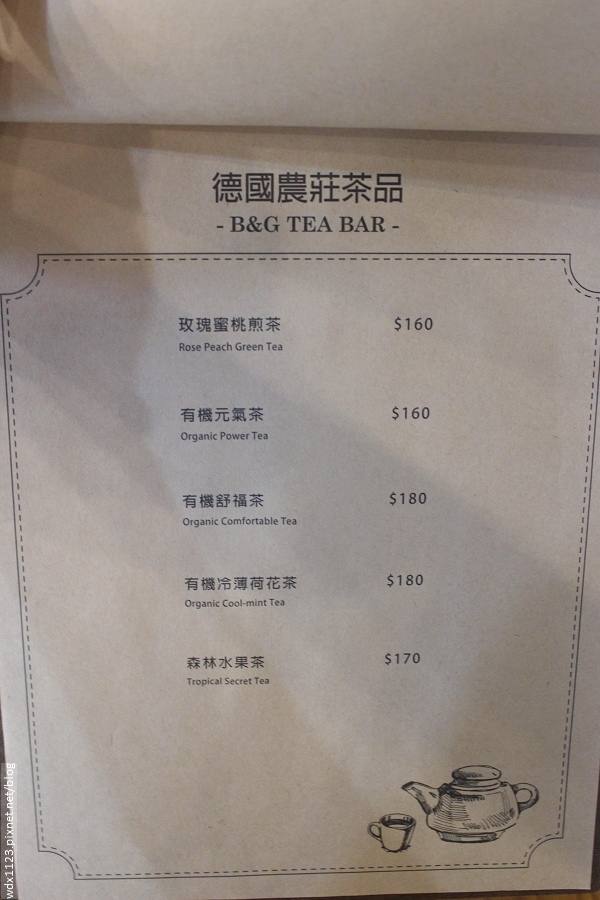 德國農莊茶品
- B&G TEA BAR -
玫瑰蜜桃煎茶 $160
Rose Peach Green Tea
有機元氣茶 $160
Organic Power Tea
有機舒福茶 $180
Organic Comfortable Tea
有機冷薄荷花茶 $180
Organic Cool-mint Tea
森林水果茶 $170
Tropical Secret Tea
wdx1123.pixnet.net/blog